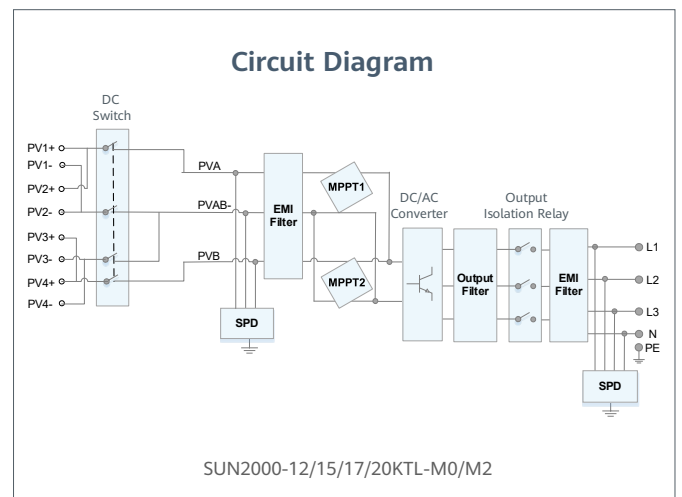 Circuit Diagram
DC
Switch
PV1+
PV1-
PV2+
PV2-
PV3+
PV3-
PV4+
PV4-
PVA
PVAB-
PVB
EMI
Filter
SPD
MPPT1
MPPT2
DC/AC
Converter
Output
Filter
Output
Isolation Relay
EMI
Filter
L1
L2
L3
N
PE
SPD
SUN2000-12/15/17/20KTL-M0/M2